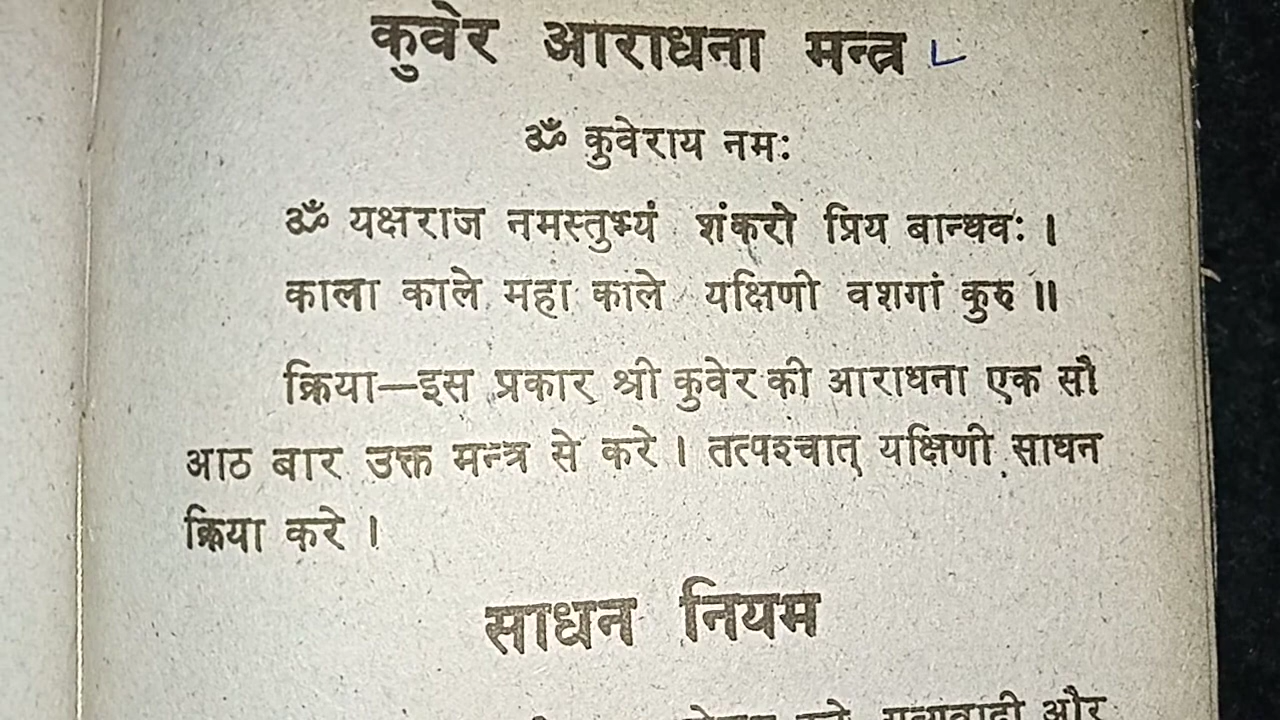 कुवेर आराधना मन्त्र
ॐ कुवेराय नमः
ॐ यक्षराज नमस्तुभ्यं शंकरो प्रिय बान्धवः ।
काला काले महा काले यक्षिणी वशगां कुरु ॥
क्रिया—इस प्रकार श्री कुवेर की आराधना एक सौ
आठ बार उक्त मन्त्र से करे । तत्पश्चात् यक्षिणी साधन
क्रिया करे ।
साधन नियम
और